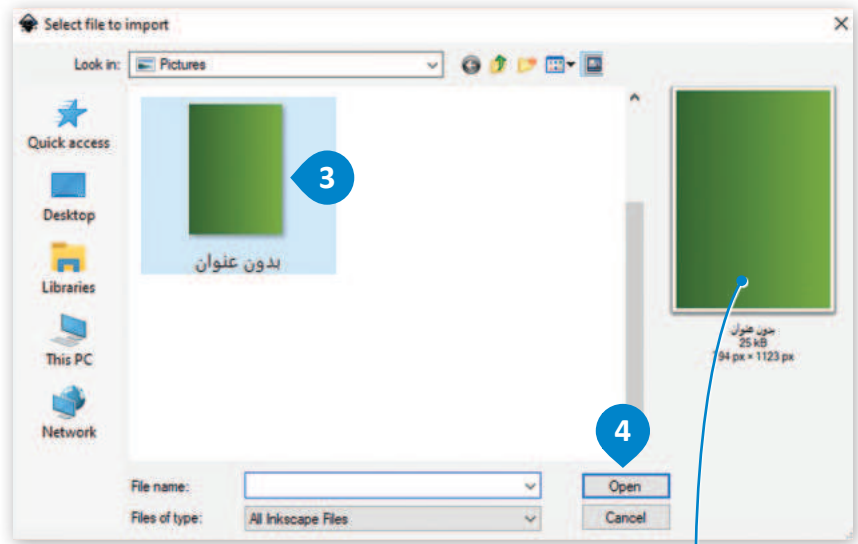 Select file to import
Look in: Pictures
Quick access
Desktop
Libraries
This PC
Network
3
بدون عنوان
بدون عنوان
25 kB
94 px × 1123 px
4
File name:
Open
Files of type: All Inkscape Files
Cancel